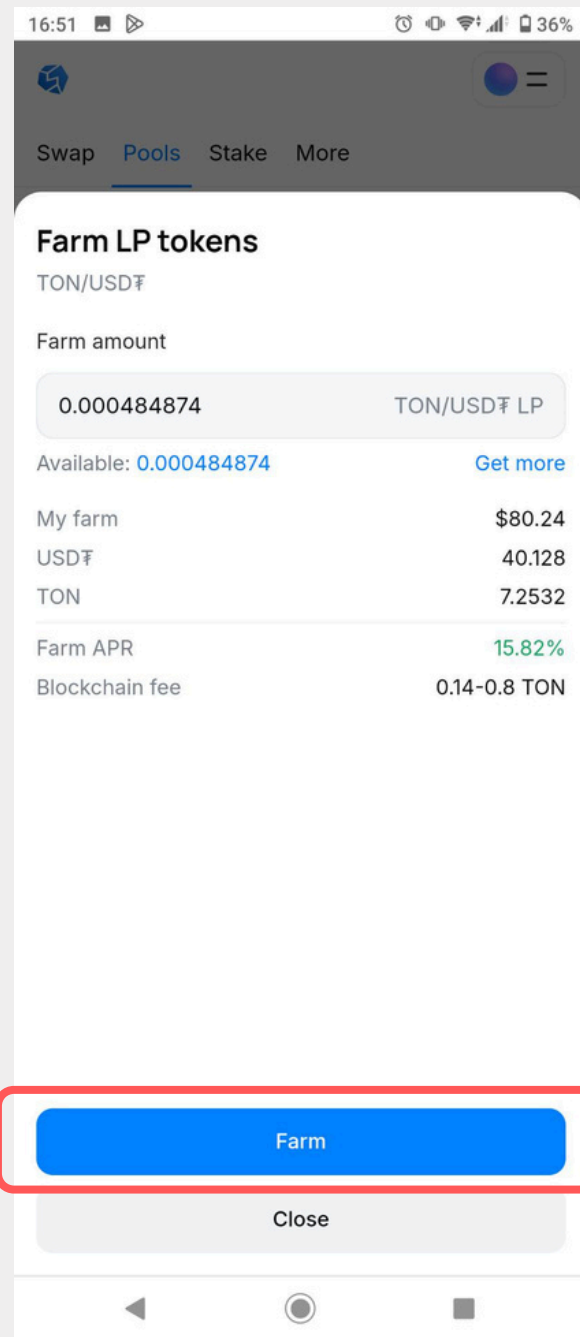 16:51 36%
Swap Pools Stake More
Farm LP tokens
TON/USD₮
Farm amount
0.000484874 TON/USD₮ LP
Available: 0.000484874 Get more
My farm $80.24
USD₮ 40.128
TON 7.2532
Farm APR 15.82%
Blockchain fee 0.14-0.8 TON
Farm
Close